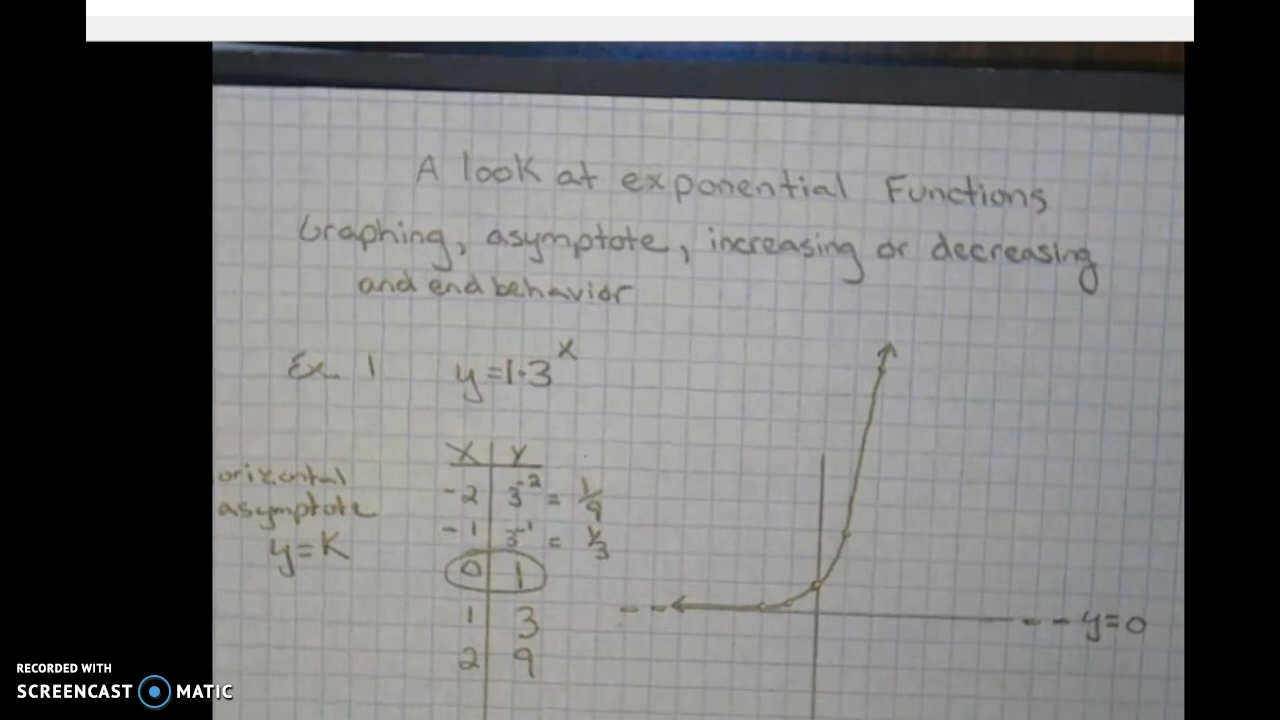 A look at exponential Functions
Graphing, asymptote, increasing or decreasing
and end behavior
Ex. 1 y=1·3^x
x | y
-2 | 3^-2 = 1/9
-1 | 3^-1 = 1/3
0 | 1
1 | 3
2 | 9
orizontal
asymptote
y=K
y=0
RECORDED WITH
SCREENCAST MATIC